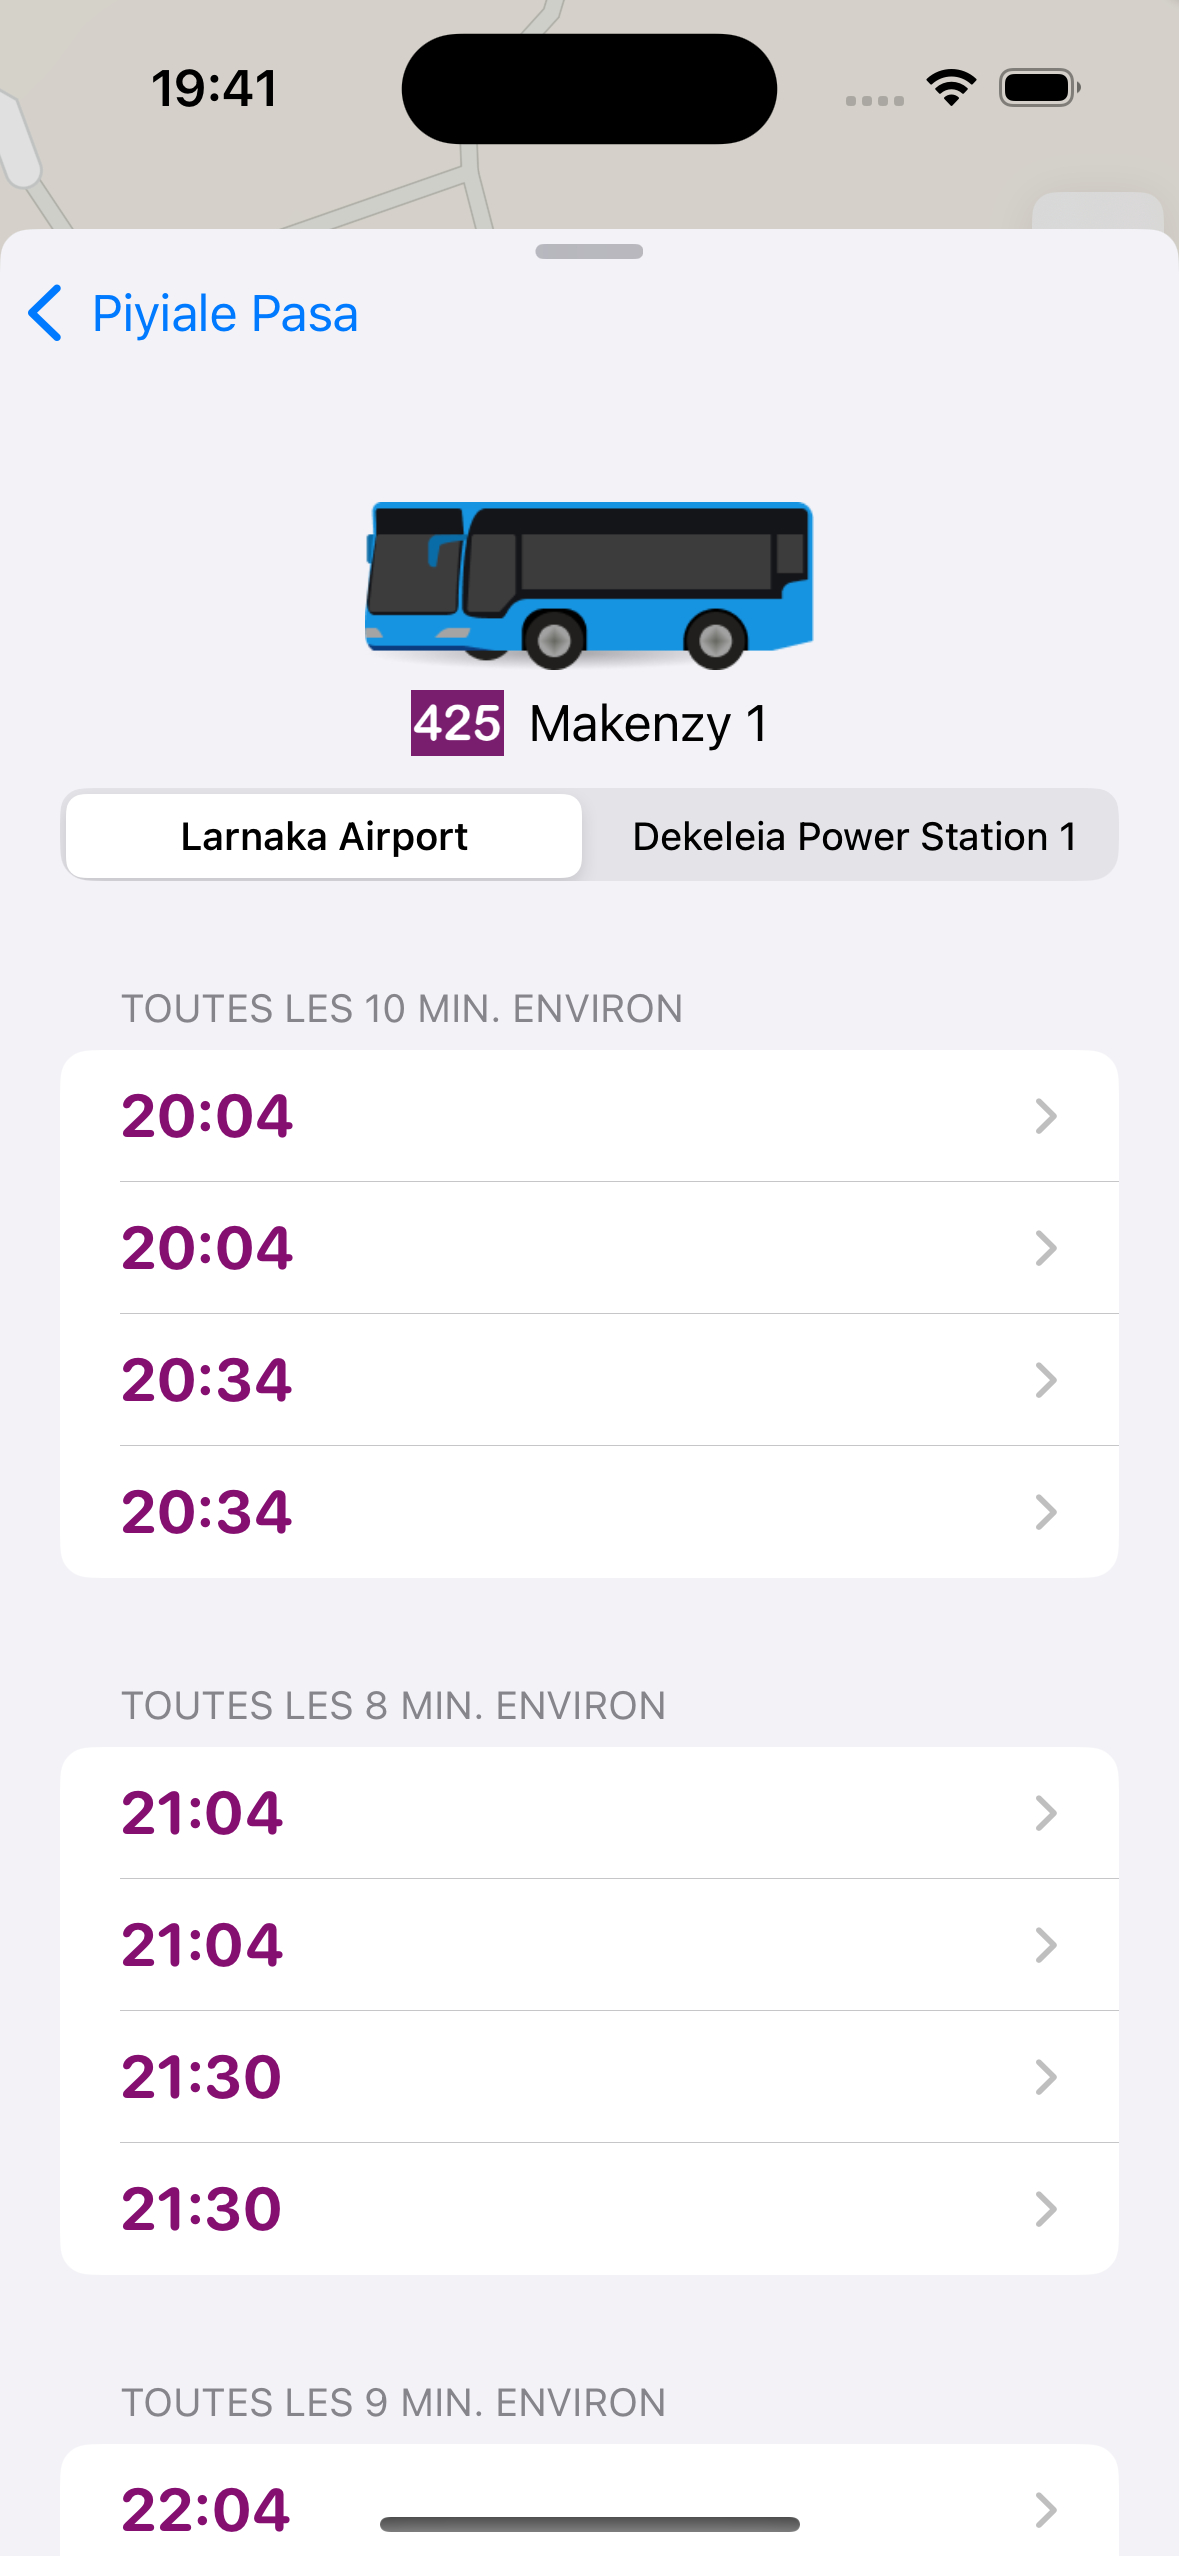 19:41
Piyiale Pasa
425 Makenzy 1
Larnaka Airport
Dekeleia Power Station 1
TOUTES LES 10 MIN. ENVIRON
20:04
20:04
20:34
20:34
TOUTES LES 8 MIN. ENVIRON
21:04
21:04
21:30
21:30
TOUTES LES 9 MIN. ENVIRON
22:04